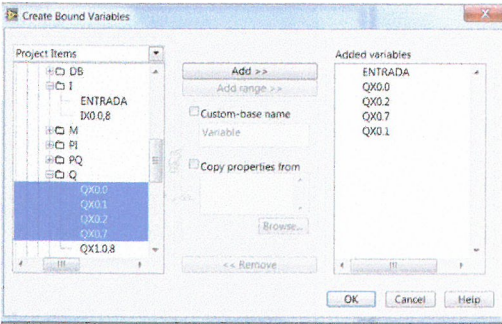 Create Bound Variables
Project Items
DB
I
ENTRADA
IX0.0,8
M
PI
PQ
Q
QX0.0
QX0.1
QX0.2
QX0.7
QX1.0,8
Add >>
Add range >>
Custom-base name
Variable
Copy properties from
Browse...
<< Remove
Added variables
ENTRADA
QX0.0
QX0.2
QX0.7
QX0.1
OK
Cancel
Help